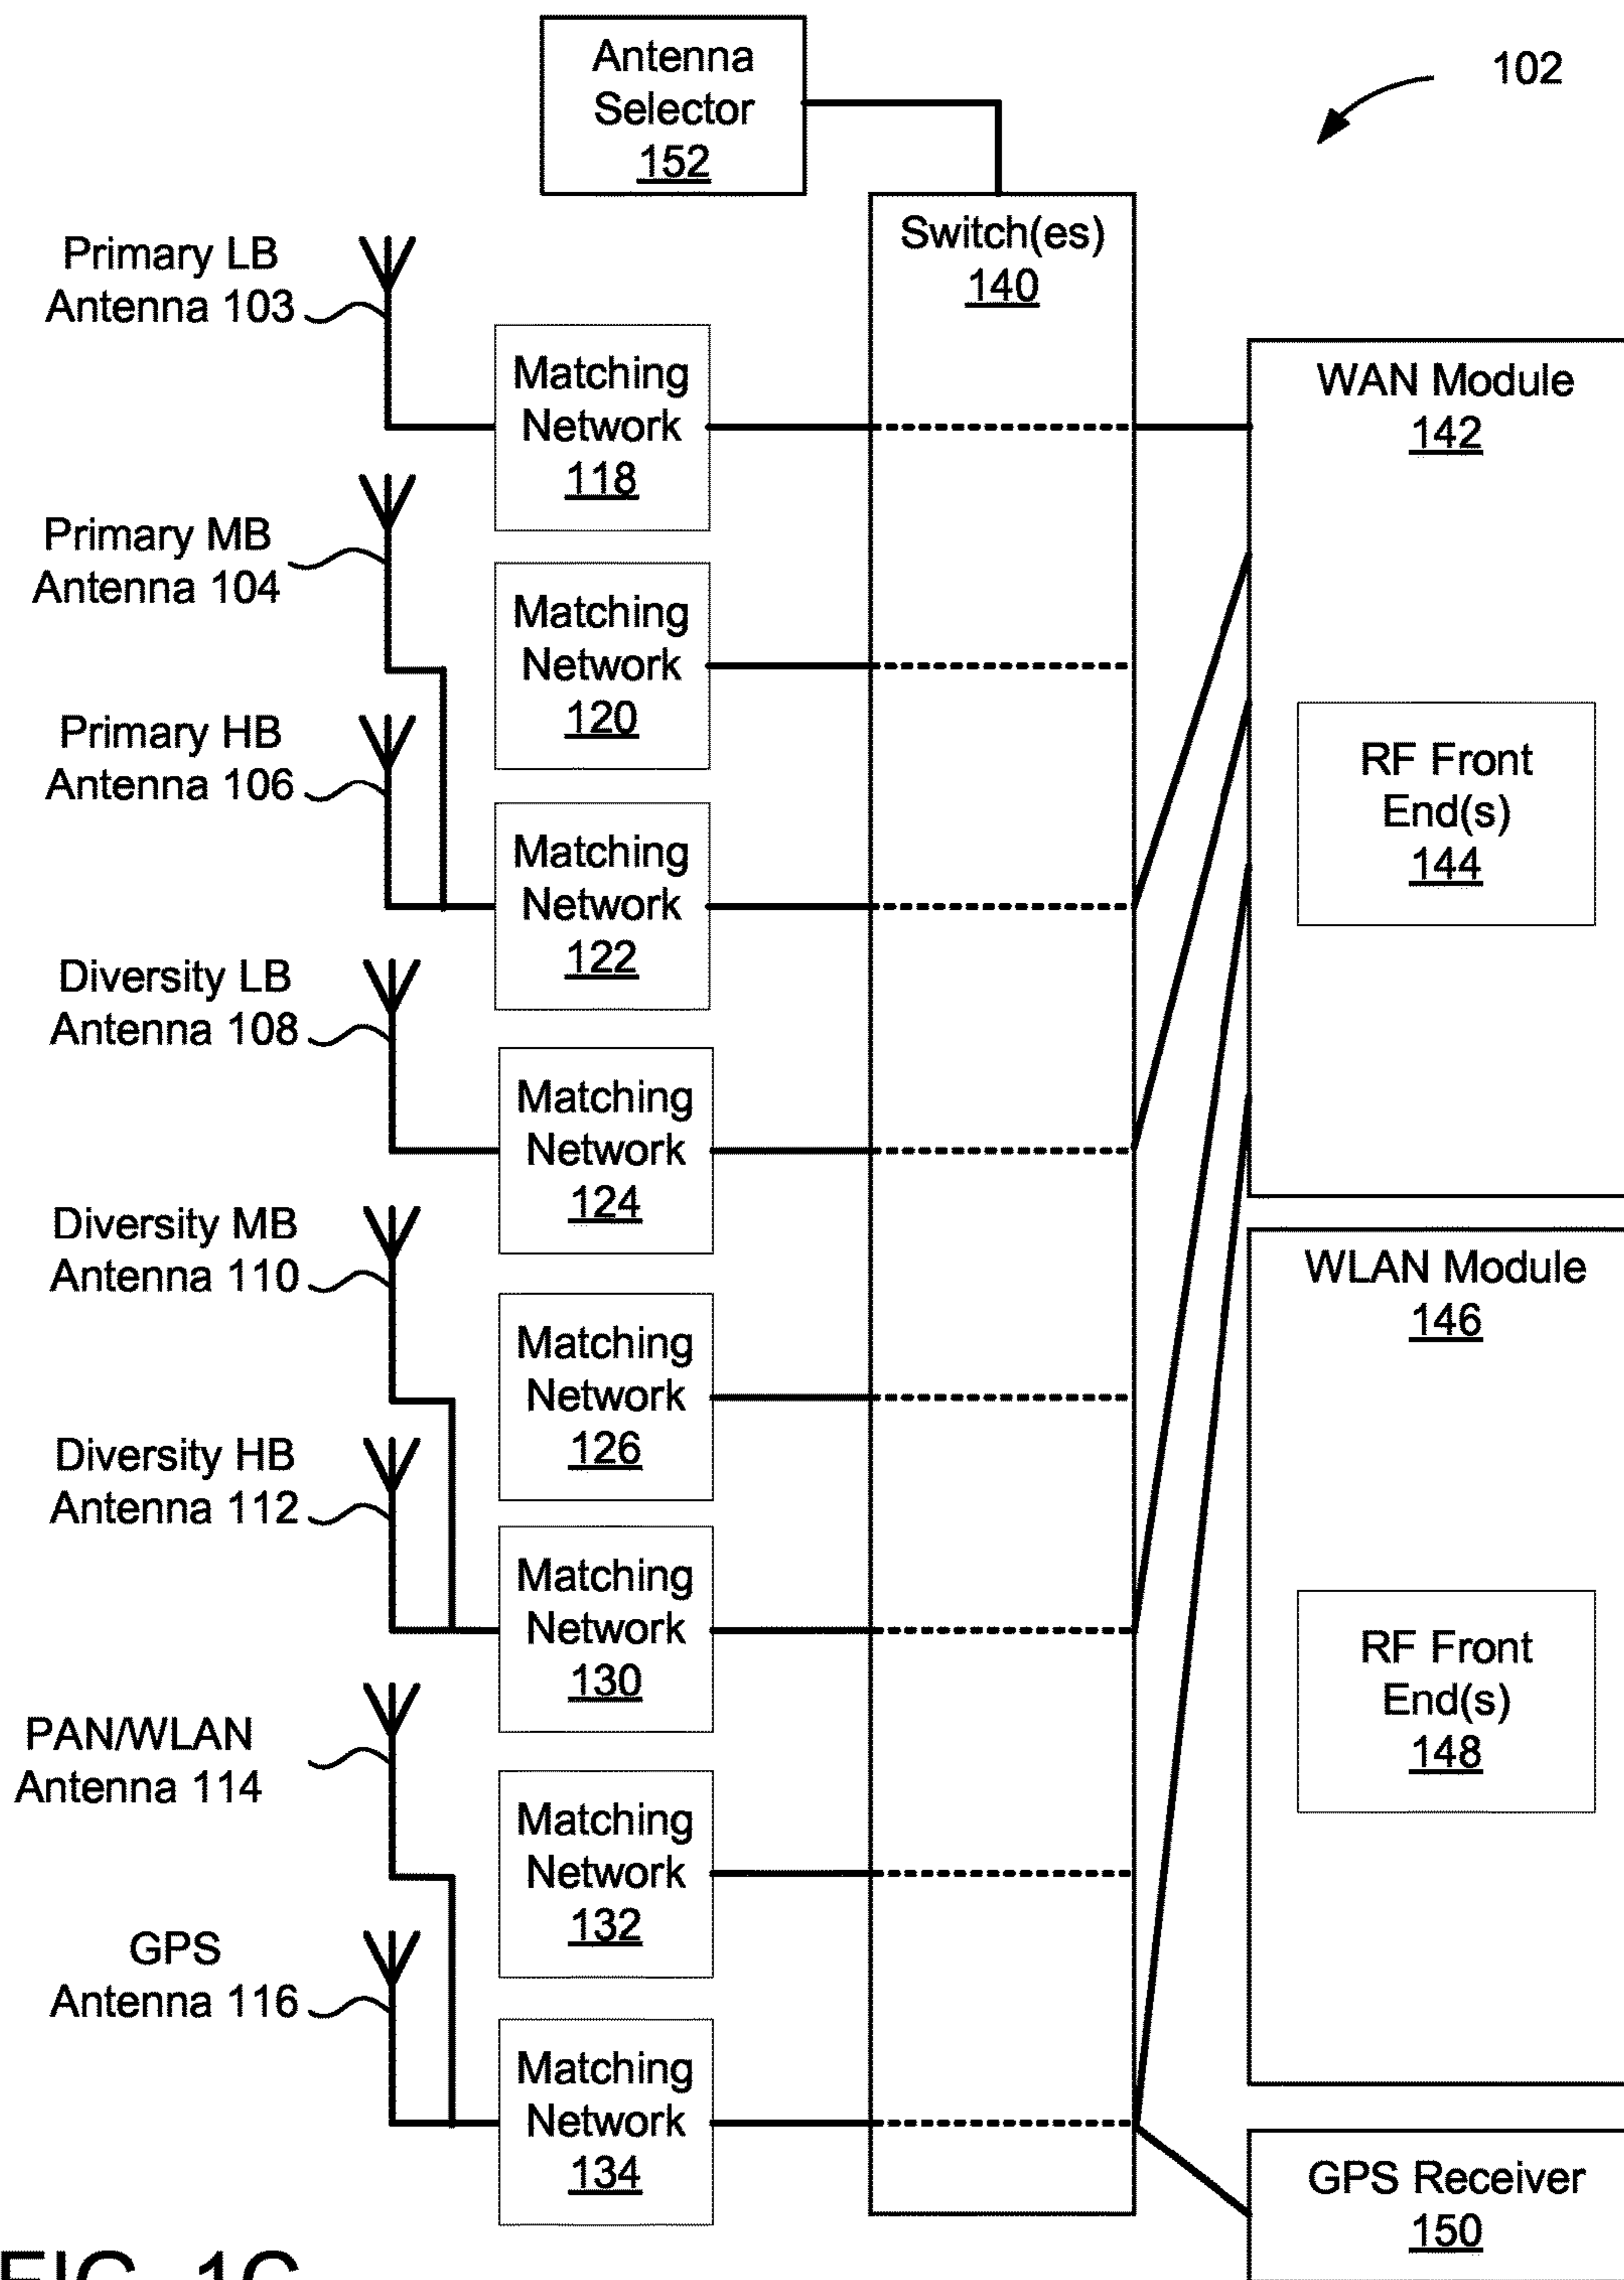 Antenna
Selector
152
102
Switch(es)
140
Primary LB
Antenna 103
Matching
Network
118
WAN Module
142
Primary MB
Antenna 104
Matching
Network
120
Primary HB
Antenna 106
RF Front
End(s)
144
Matching
Network
122
Diversity LB
Antenna 108
Matching
Network
124
Diversity MB
Antenna 110
WLAN Module
146
Matching
Network
126
Diversity HB
Antenna 112
Matching
Network
130
RF Front
End(s)
148
PAN/WLAN
Antenna 114
Matching
Network
132
GPS
Antenna 116
Matching
Network
134
GPS Receiver
150
FIG. 1C